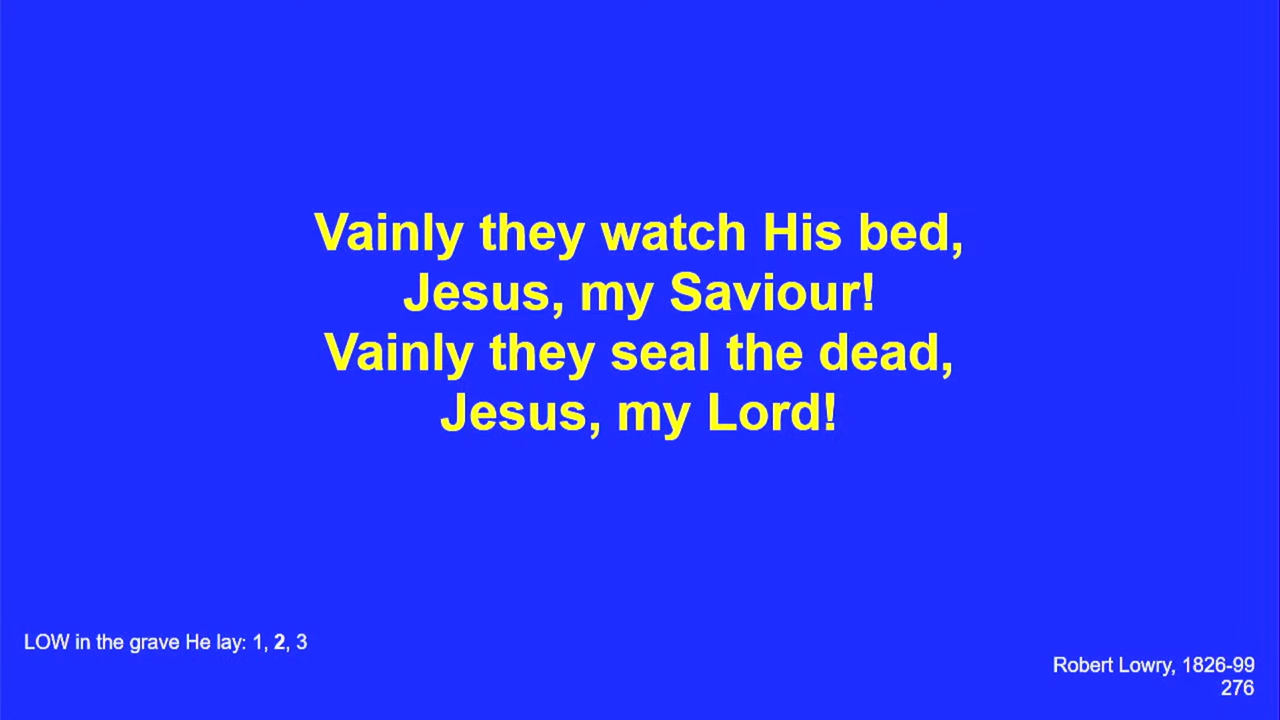 Vainly they watch His bed,
Jesus, my Saviour!
Vainly they seal the dead,
Jesus, my Lord!
LOW in the grave He lay: 1, 2, 3
Robert Lowry, 1826-99
276